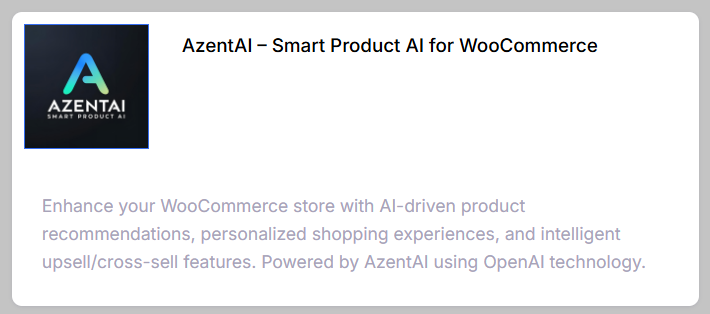 AzentAI – Smart Product AI for WooCommerce
AZENTAI
SMART PRODUCT AI
Enhance your WooCommerce store with AI-driven product
recommendations, personalized shopping experiences, and intelligent
upsell/cross-sell features. Powered by AzentAI using OpenAI technology.